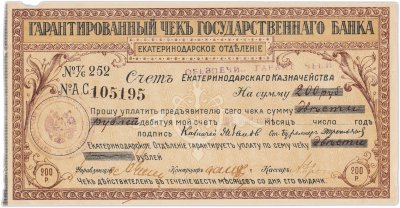 ГАРАНТИРОВАННЫЙ ЧЕКЪ ГОСУДАРСТВЕННАГО БАНКА
ЕКАТЕРИНОДАРСКОЕ ОТДѢЛЕНІЕ
№ 252
Счетъ ЕКАТЕРИНОДАРСКАГО КАЗНАЧЕЙСТВА
№ А.С. 105195
На сумму 200 руб
Прошу уплатить предъявителю сего чека сумму двѣсти
рублей дебитуя мой счетъ МѢСЯЦЪ ЧИСЛО ГОДЪ
ПОДПИСЬ
Екатеринодарское Отдѣленіе гарантируетъ уплату по сему чеку двѣсти
рублей
200 Р.
Управляющій Контролеръ Кассиръ
200 Р.
ЧЕКЪ ДѢЙСТВИТЕЛЕНЪ ВЪ ТЕЧЕНІЕ ШЕСТИ МѢСЯЦЕВЪ СО ДНЯ ЕГО ВЫДАЧИ.